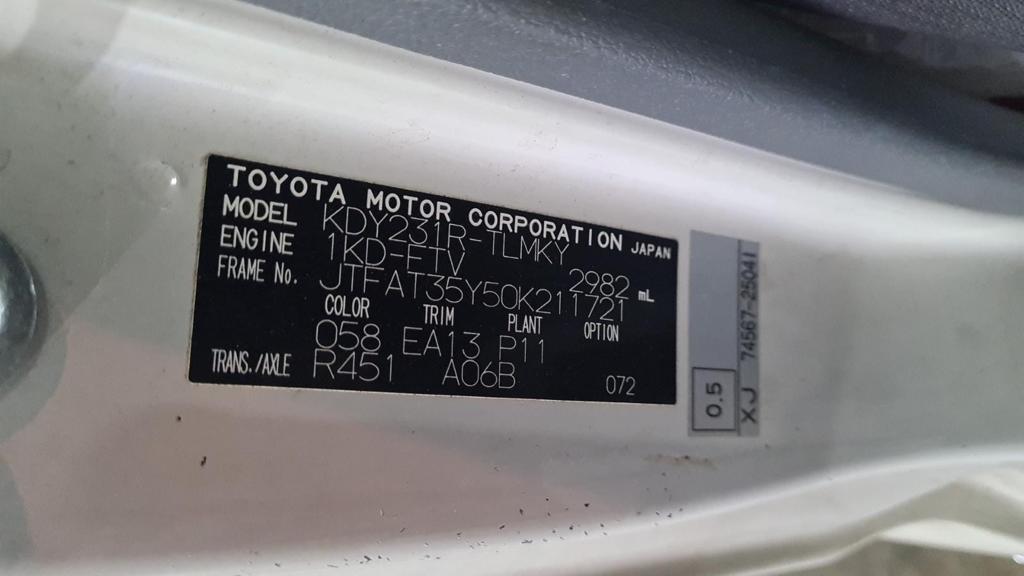 TOYOTA MOTOR CORPORATION JAPAN
MODEL KDY231R-TLMKY
ENGINE 1KD-FTV 2982 mL
FRAME No. JTFAT35Y50K211721
COLOR TRIM PLANT OPTION
058 EA13 P11
TRANS./AXLE R451 A06B 072
0.5
XJ 74567-25041